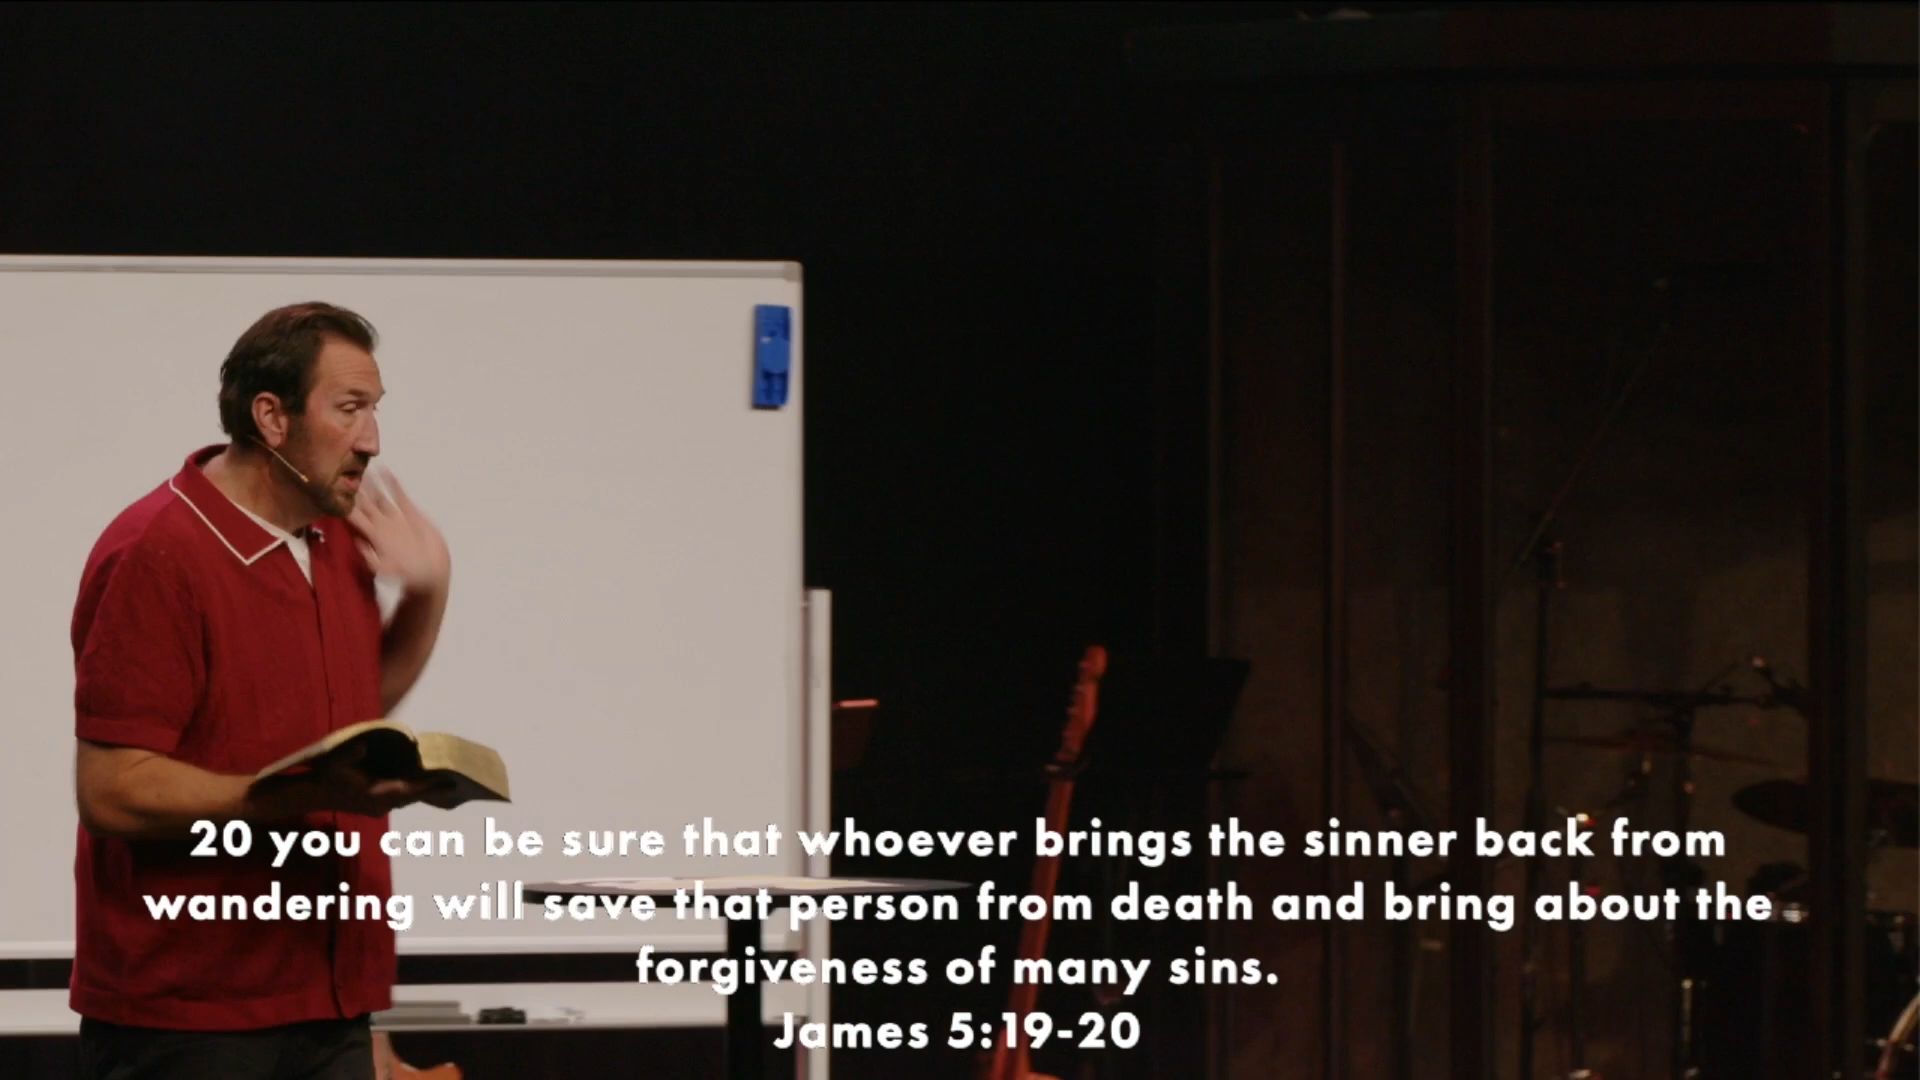 20 you can be sure that whoever brings the sinner back from
wandering will save that person from death and bring about the
forgiveness of many sins.
James 5:19-20